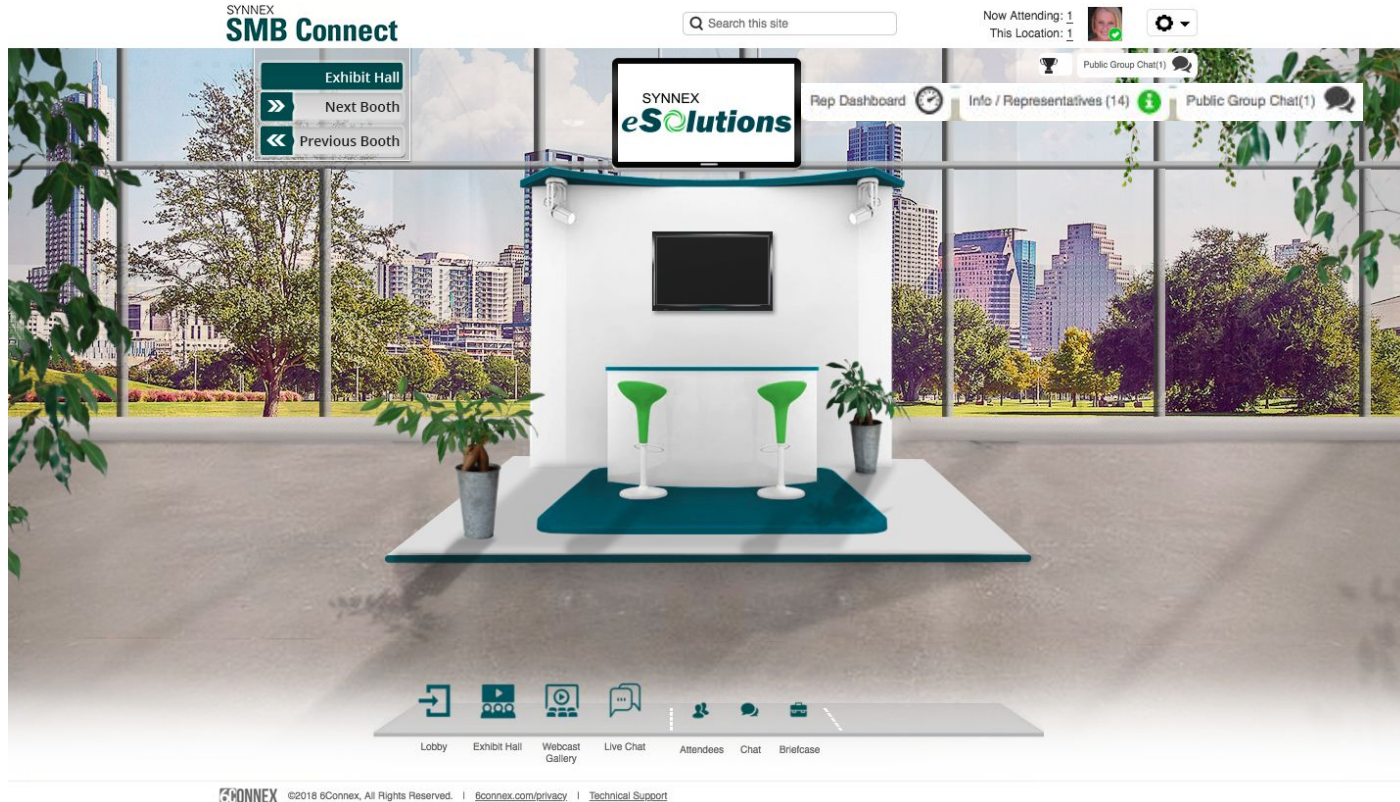 SYNNEX
SMB Connect
Search this site
Now Attending: 1
This Location: 1
Exhibit Hall
Next Booth
Previous Booth
SYNNEX
eSolutions
Public Group Chat(1)
Rep Dashboard
Info / Representatives (14)
Public Group Chat(1)
Lobby
Exhibit Hall
Webcast
Gallery
Live Chat
Attendees
Chat
Briefcase
6CONNEX ©2018 6Connex, All Rights Reserved. | 6connex.com/privacy | Technical Support